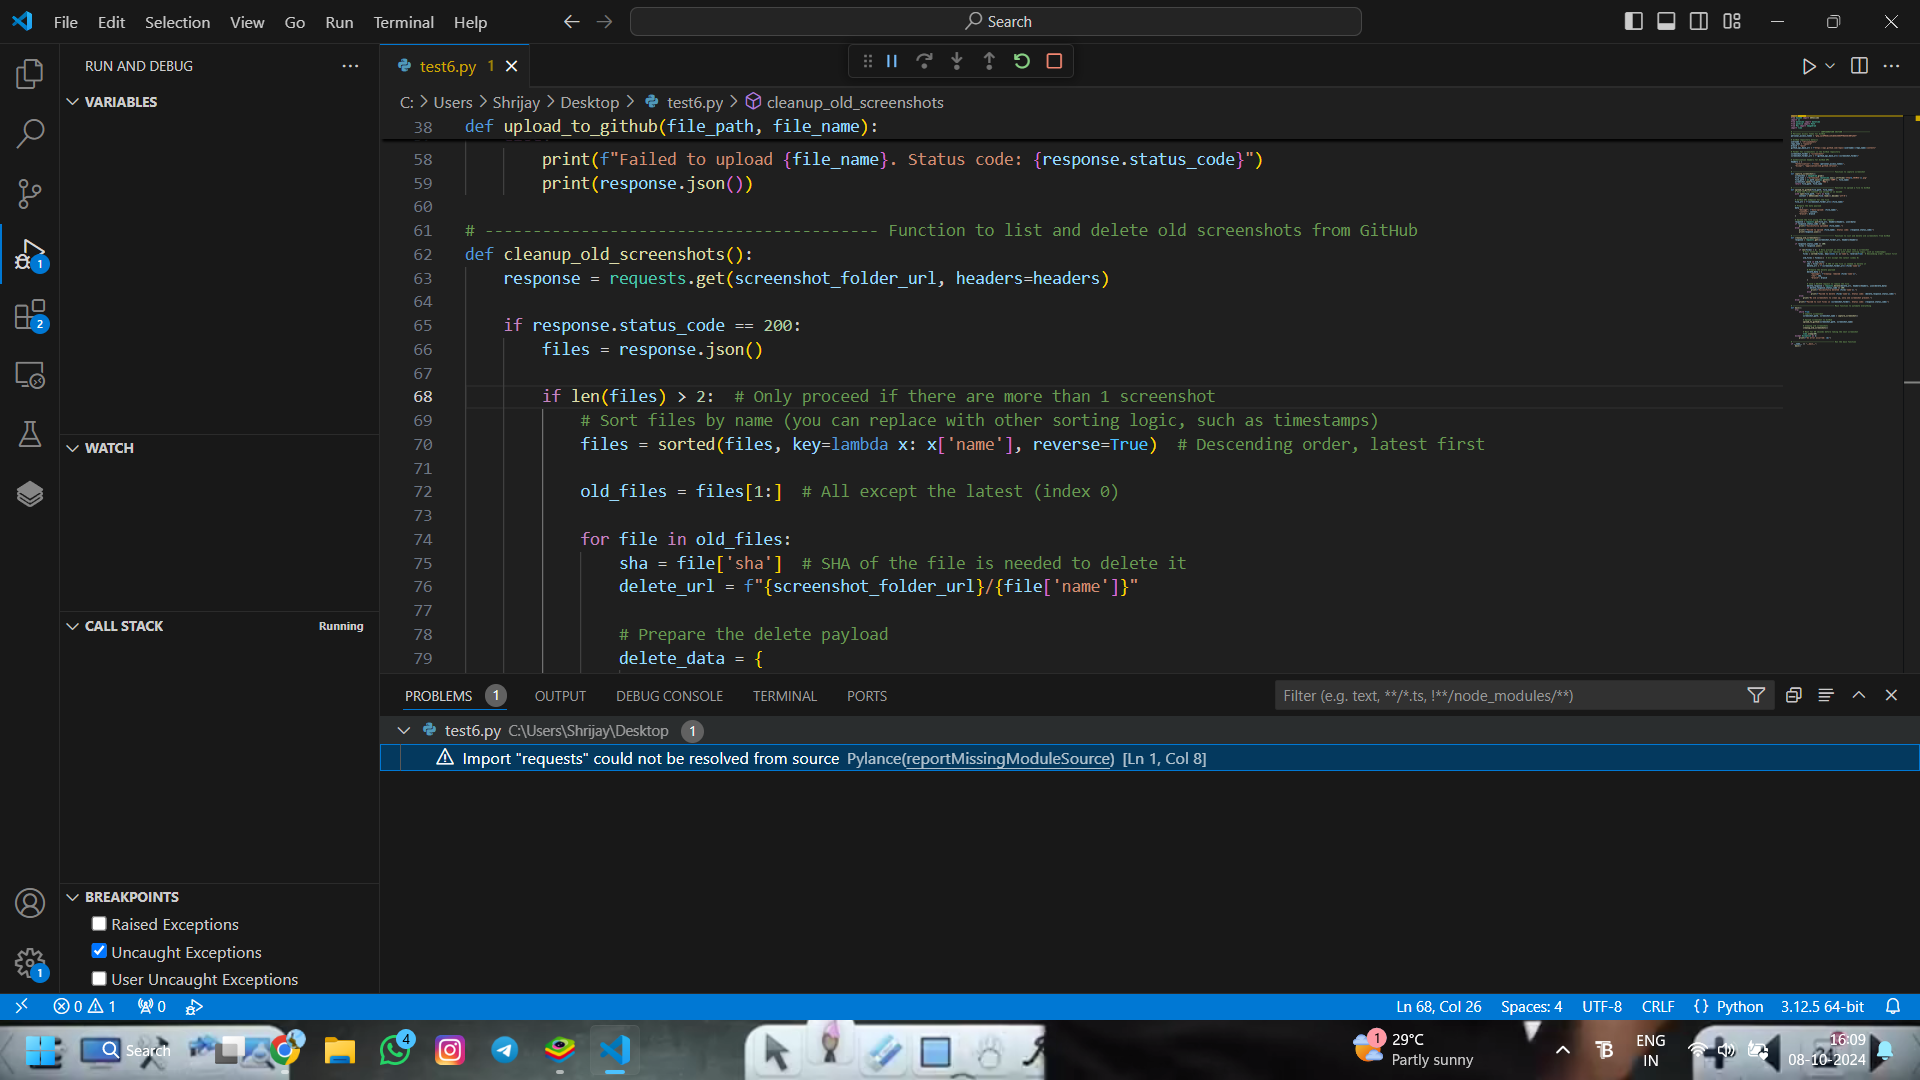 File Edit Selection View Go Run Terminal Help
Search
RUN AND DEBUG
VARIABLES
WATCH
CALL STACK
Running
BREAKPOINTS
Raised Exceptions
Uncaught Exceptions
User Uncaught Exceptions
1
2
1
test6.py 1
C: > Users > Shrijay > Desktop > test6.py > cleanup_old_screenshots
38 def upload_to_github(file_path, file_name):
58 print(f"Failed to upload {file_name}. Status code: {response.status_code}")
59 print(response.json())
60
61 # ----------------------------------------- Function to list and delete old screenshots from GitHub
62 def cleanup_old_screenshots():
63 response = requests.get(screenshot_folder_url, headers=headers)
64
65 if response.status_code == 200:
66 files = response.json()
67
68 if len(files) > 2:  # Only proceed if there are more than 1 screenshot
69 # Sort files by name (you can replace with other sorting logic, such as timestamps)
70 files = sorted(files, key=lambda x: x['name'], reverse=True)  # Descending order, latest first
71
72 old_files = files[1:]  # All except the latest (index 0)
73
74 for file in old_files:
75 sha = file['sha']  # SHA of the file is needed to delete it
76 delete_url = f"{screenshot_folder_url}/{file['name']}"
77
78 # Prepare the delete payload
79 delete_data = {
PROBLEMS 1 OUTPUT DEBUG CONSOLE TERMINAL PORTS
Filter (e.g. text, **/*.ts, !**/node_modules/**)
test6.py C:\Users\Shrijay\Desktop 1
Import "requests" could not be resolved from source Pylance(reportMissingModuleSource) [Ln 1, Col 8]
0 1 0
Ln 68, Col 26 Spaces: 4 UTF-8 CRLF {} Python 3.12.5 64-bit
Search
4
1
29°C
Partly sunny
ENG
IN
16:09
08-10-2024